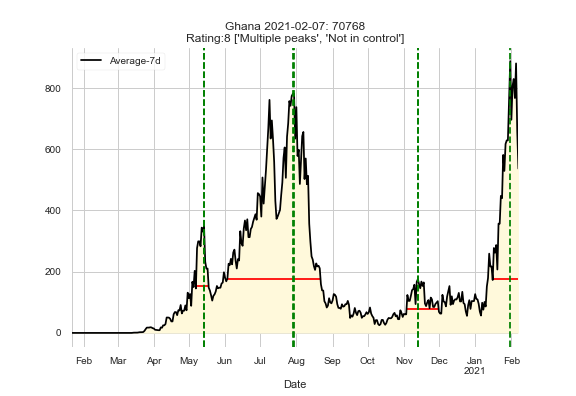 Ghana 2021-02-07: 70768
Rating:8 ['Multiple peaks', 'Not in control']
Average-7d
800
600
400
200
0
Feb Mar Apr May Jun Jul Aug Sep Oct Nov Dec Jan Feb
2021
Date